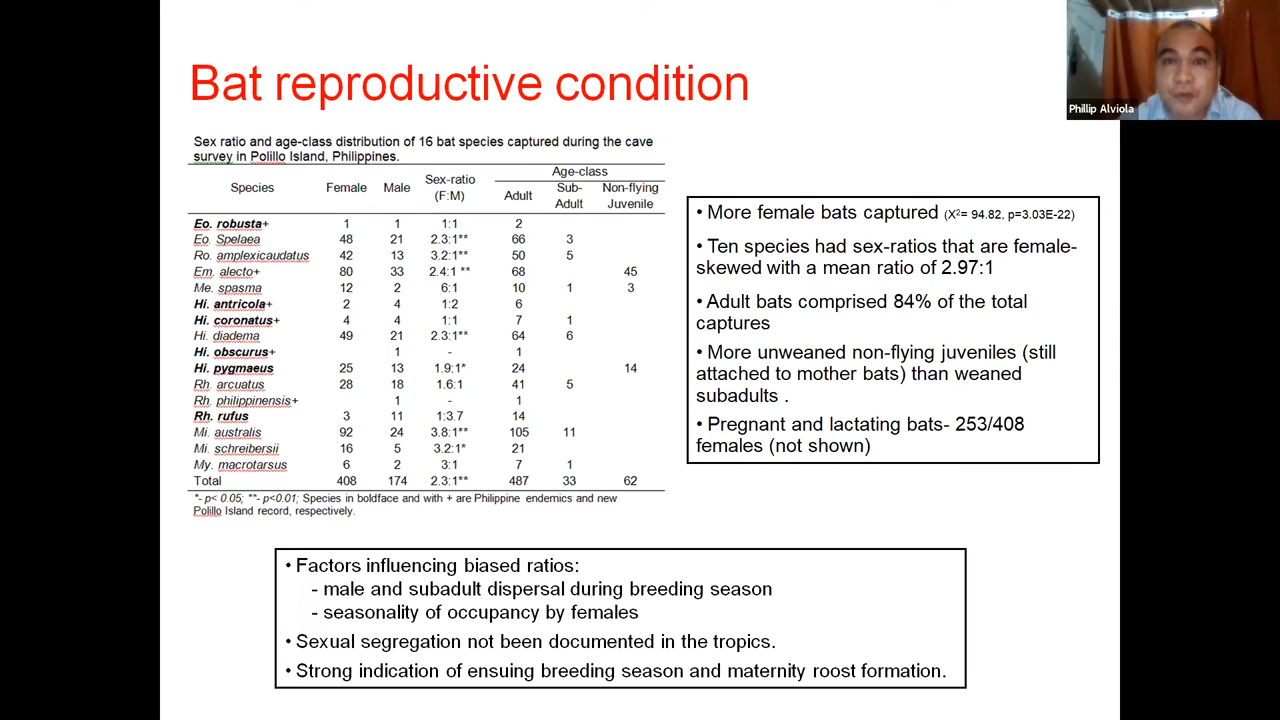 Bat reproductive condition
Phillip Alviola
Sex ratio and age-class distribution of 16 bat species captured during the cave
survey in Polillo Island, Philippines.
Species Female Male Sex-ratio (F:M) Age-class
Adult Sub-Adult Non-flying Juvenile
Eo. robusta+ 1 1 1:1 2
Eo. Spelaea 48 21 2.3:1** 66 3
Ro. amplexicaudatus 42 13 3.2:1** 50 5
Em. alecto+ 80 33 2.4:1 ** 68 45
Me. spasma 12 2 6:1 10 1 3
Hi. antricola+ 2 4 1:2 6
Hi. coronatus+ 4 4 1:1 7 1
Hi. diadema 49 21 2.3:1** 64 6
Hi. obscurus+ 1 - 1
Hi. pygmaeus 25 13 1.9:1* 24 14
Rh. arcuatus 28 18 1.6:1 41 5
Rh. philippinensis+ 1 - 1
Rh. rufus 3 11 1:3.7 14
Mi. australis 92 24 3.8:1** 105 11
Mi. schreibersii 16 5 3.2:1* 21
My. macrotarsus 6 2 3:1 7 1
Total 408 174 2.3:1** 487 33 62
*- p< 0.05; **- p<0.01; Species in boldface and with + are Philippine endemics and new
Polillo Island record, respectively.
• More female bats captured (X²= 94.82, p=3.03E-22)
• Ten species had sex-ratios that are female-
skewed with a mean ratio of 2.97:1
• Adult bats comprised 84% of the total
captures
• More unweaned non-flying juveniles (still
attached to mother bats) than weaned
subadults .
• Pregnant and lactating bats- 253/408
females (not shown)
• Factors influencing biased ratios:
- male and subadult dispersal during breeding season
- seasonality of occupancy by females
• Sexual segregation not been documented in the tropics.
• Strong indication of ensuing breeding season and maternity roost formation.